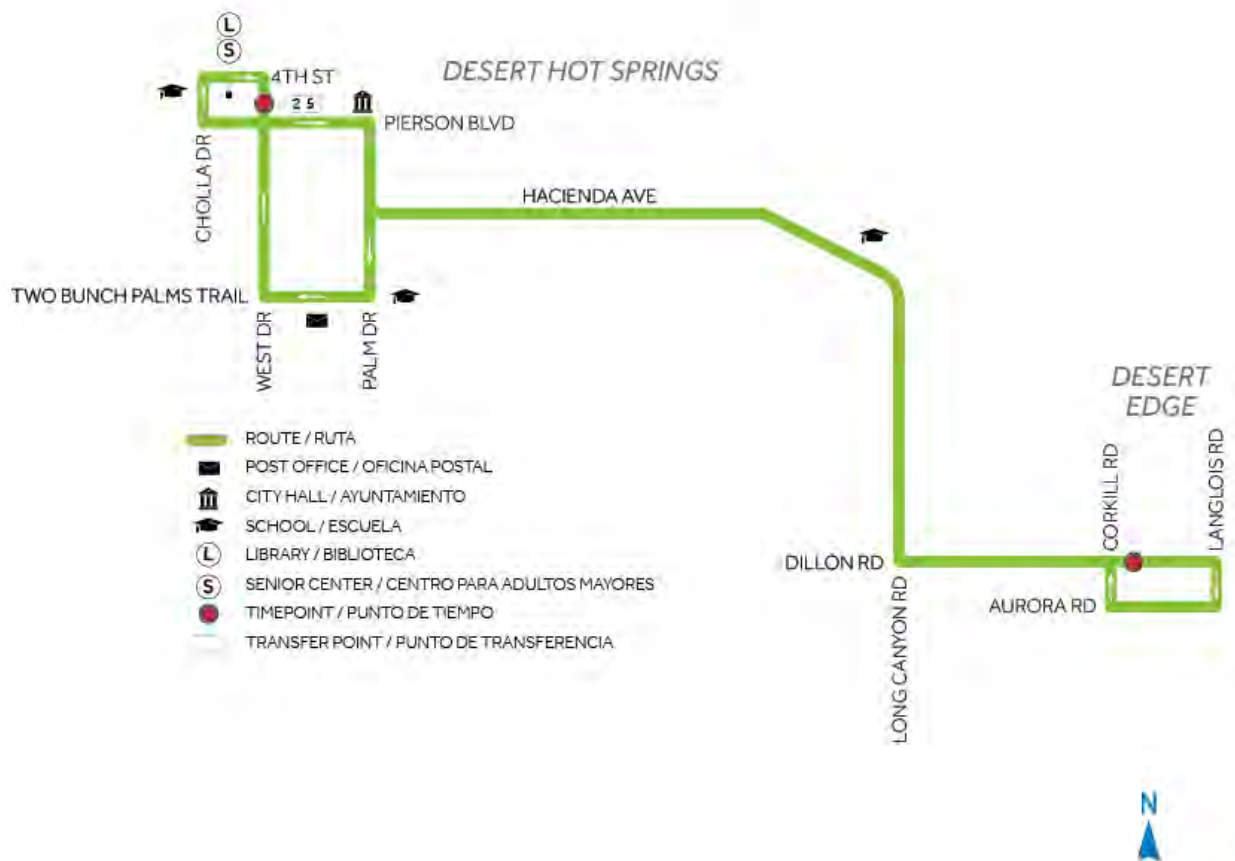 L
S
DESERT HOT SPRINGS
4TH ST
2 5
PIERSON BLVD
CHOLLA DR
HACIENDA AVE
TWO BUNCH PALMS TRAIL
WEST DR
PALM DR
DESERT
EDGE
ROUTE / RUTA
POST OFFICE / OFICINA POSTAL
CITY HALL / AYUNTAMIENTO
SCHOOL / ESCUELA
L LIBRARY / BIBLIOTECA
S SENIOR CENTER / CENTRO PARA ADULTOS MAYORES
TIMEPOINT / PUNTO DE TIEMPO
TRANSFER POINT / PUNTO DE TRANSFERENCIA
CORKILL RD
LANGLOIS RD
DILLON RD
LONG CANYON RD
AURORA RD
N